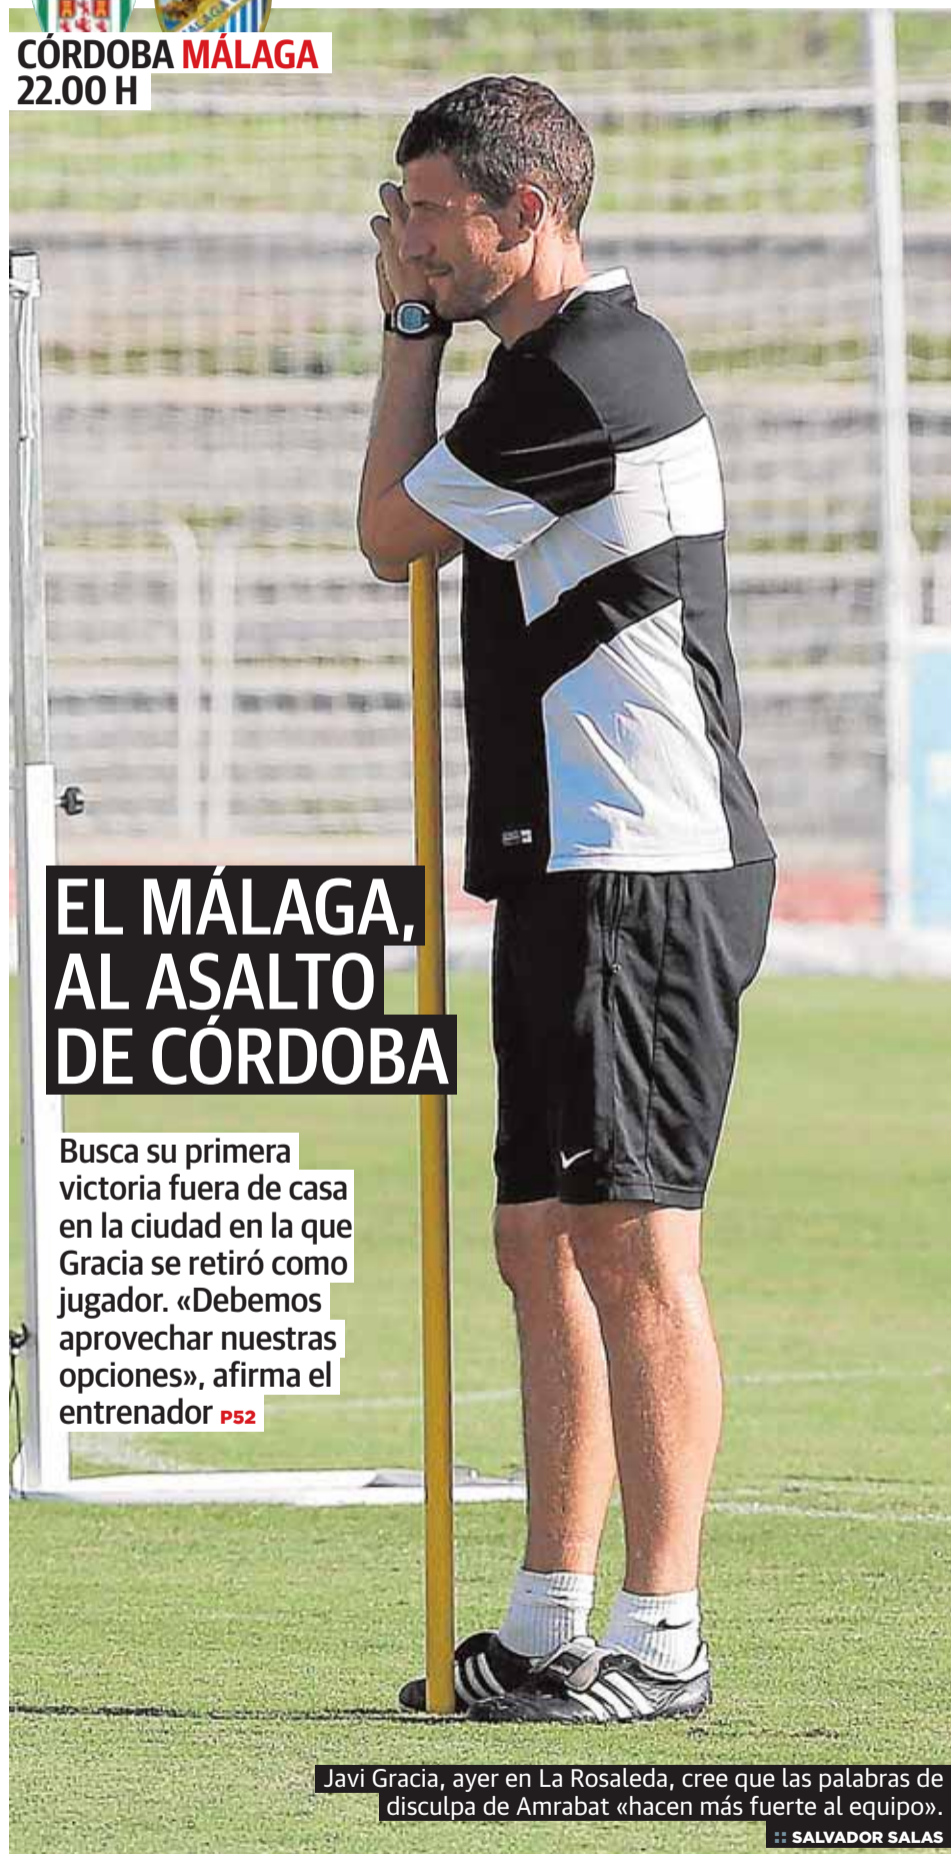 MALAGA
CÓRDOBA MÁLAGA
22.00 H
EL MÁLAGA,
AL ASALTO
DE CÓRDOBA
Busca su primera
victoria fuera de casa
en la ciudad en la que
Gracia se retiró como
jugador. «Debemos
aprovechar nuestras
opciones», afirma el
entrenador P52
Javi Gracia, ayer en La Rosaleda, cree que las palabras de
disculpa de Amrabat «hacen más fuerte al equipo».
:: SALVADOR SALAS